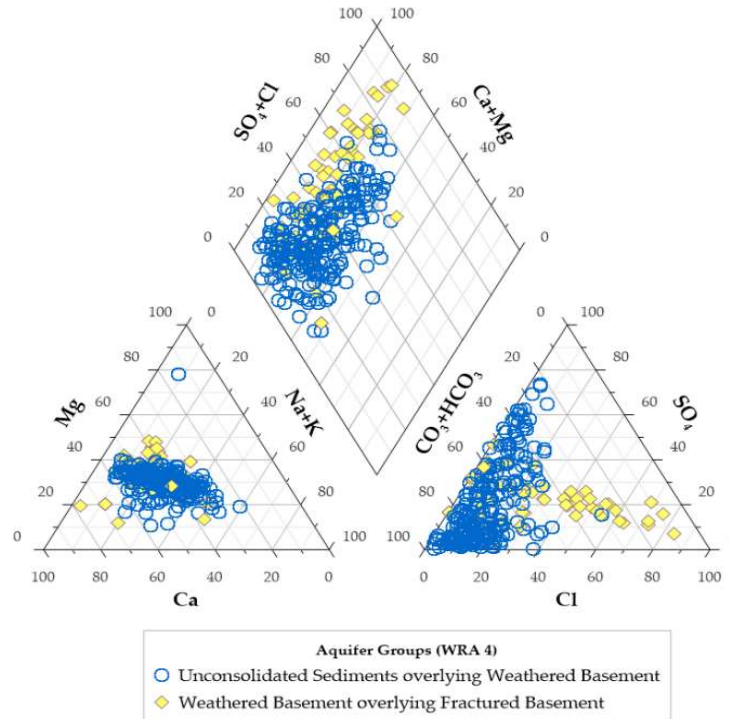 100 100
80 80
SO₄+Cl Ca+Mg
60 60
40 40
20 20
0 0
100 0 0 100
80 20 20 80
Mg Na+K CO₃+HCO₃ SO₄
60 40 40 60
40 60 60 40
20 80 80 20
0 100 100 0
100 80 60 40 20 0 0 20 40 60 80 100
Ca Cl
Aquifer Groups (WRA 4)
Unconsolidated Sediments overlying Weathered Basement
Weathered Basement overlying Fractured Basement